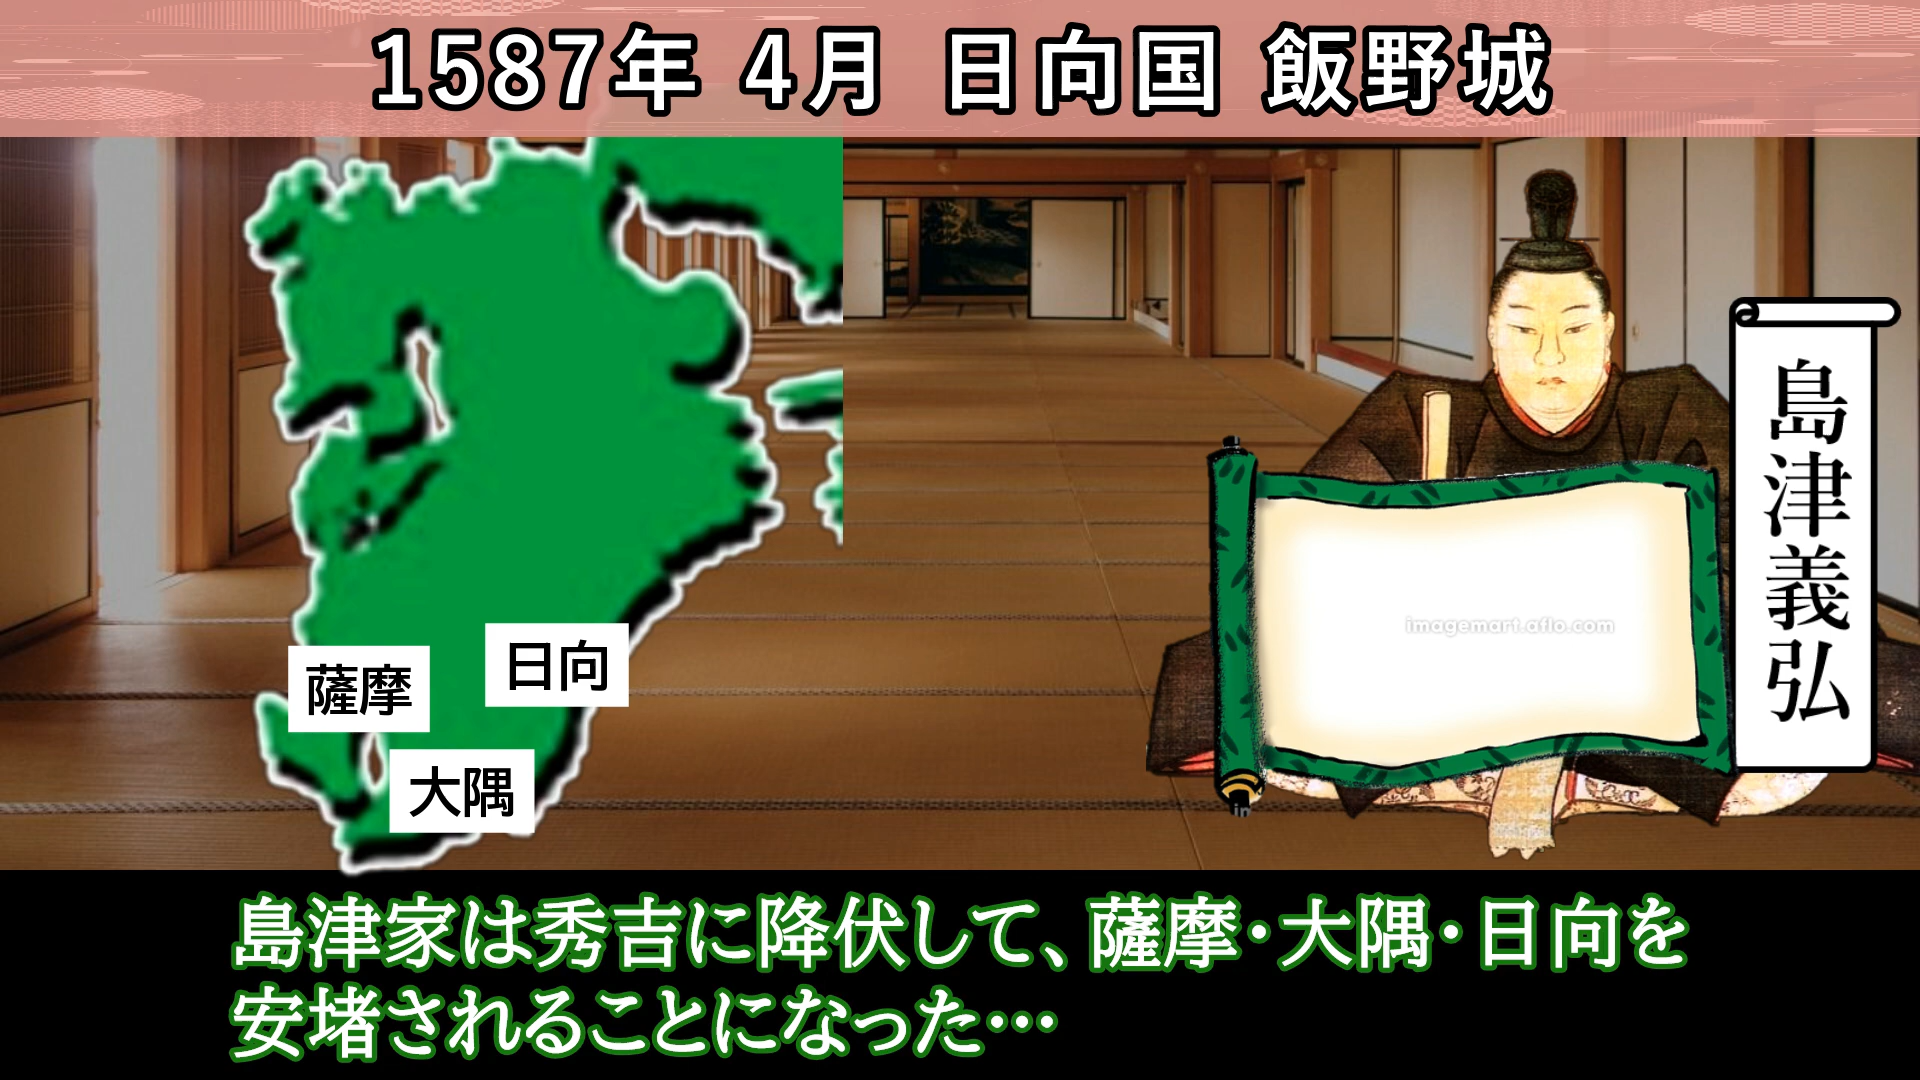 1587年 4月 日向国 飯野城
薩摩
日向
大隅
島津義弘
imagemart.aflo.com
島津家は秀吉に降伏して、薩摩・大隅・日向を
安堵されることになった…